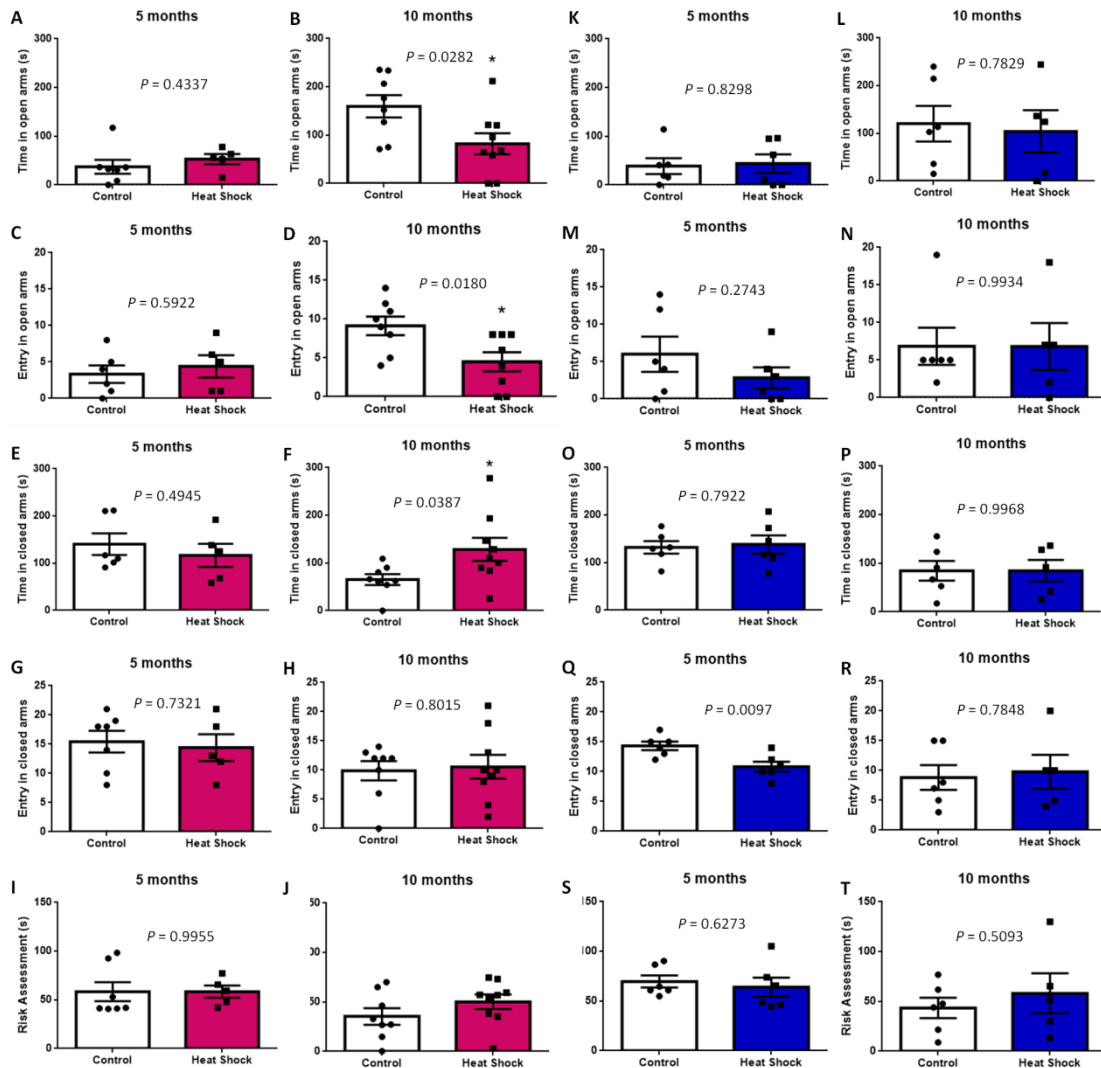 A
5 months
Time in open arms (s)
300
200
100
0
P = 0.4337
Control
Heat Shock
B
10 months
Time in open arms (s)
300
200
100
0
P = 0.0282
*
Control
Heat Shock
K
5 months
Time in open arms (s)
300
200
100
0
P = 0.8298
Control
Heat Shock
L
10 months
Time in open arms (s)
300
200
100
0
P = 0.7829
Control
Heat Shock
C
5 months
Entry in open arms
20
15
10
5
0
P = 0.5922
Control
Heat Shock
D
10 months
Entry in open arms
20
15
10
5
0
P = 0.0180
*
Control
Heat Shock
M
5 months
Entry in open arms
20
15
10
5
0
P = 0.2743
Control
Heat Shock
N
10 months
Entry in open arms
20
15
10
5
0
P = 0.9934
Control
Heat Shock
E
5 months
Time in closed arms (s)
300
200
100
0
P = 0.4945
Control
Heat Shock
F
10 months
Time in closed arms (s)
300
200
100
0
P = 0.0387
*
Control
Heat Shock
O
5 months
Time in closed arms (s)
300
200
100
0
P = 0.7922
Control
Heat Shock
P
10 months
Time in closed arms (s)
300
200
100
0
P = 0.9968
Control
Heat Shock
G
5 months
Entry in closed arms
25
20
15
10
5
0
P = 0.7321
Control
Heat Shock
H
10 months
Entry in closed arms
25
20
15
10
5
0
P = 0.8015
Control
Heat Shock
Q
5 months
Entry in closed arms
25
20
15
10
5
0
P = 0.0097
Control
Heat Shock
R
10 months
Entry in closed arms
25
20
15
10
5
0
P = 0.7848
Control
Heat Shock
I
5 months
Risk Assessment (s)
150
100
50
0
P = 0.9955
Control
Heat Shock
J
10 months
50
00
50
0
Control
Heat Shock
S
5 months
Risk Assessment (s)
150
100
50
0
P = 0.6273
Control
Heat Shock
T
10 months
Risk Assessment (s)
150
100
50
0
P = 0.5093
Control
Heat Shock